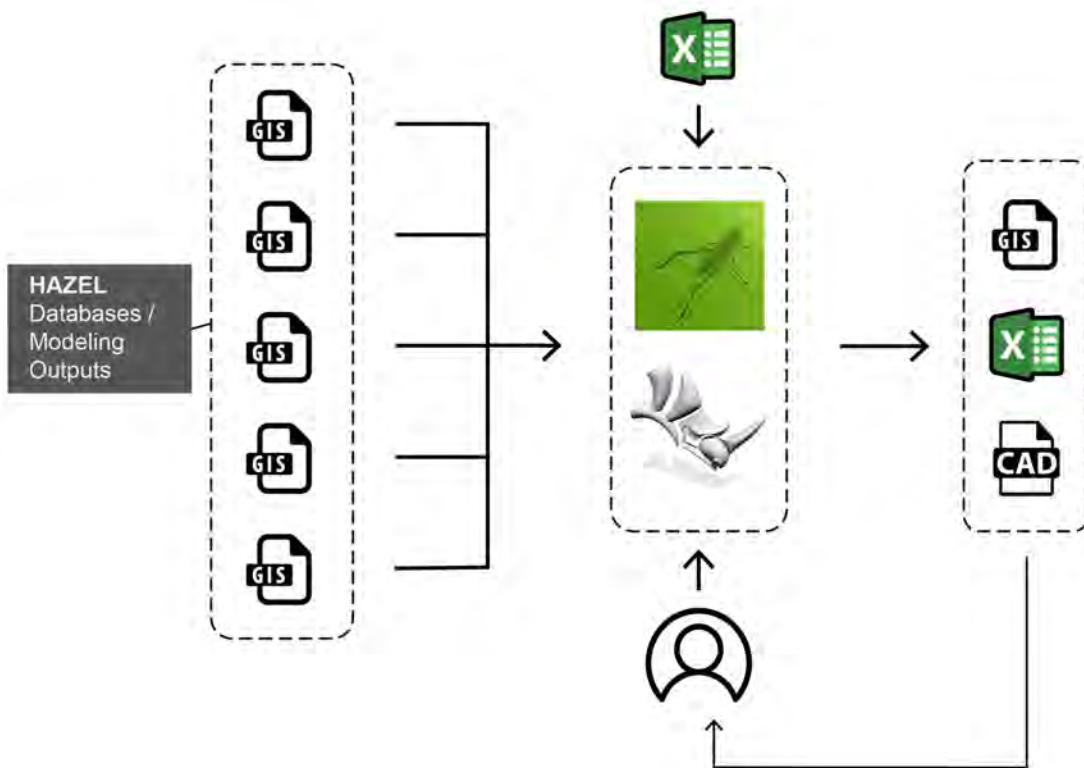 X
GIS
GIS
GIS
GIS
GIS
HAZEL
Databases /
Modeling
Outputs
GIS
X
CAD